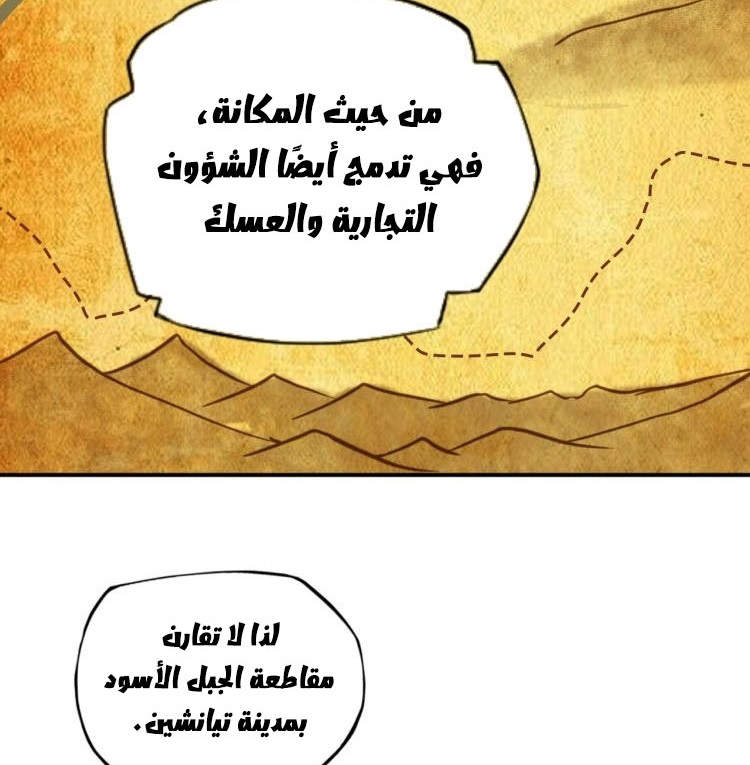 من حيث المكانة،
فهي تدمج أيضًا الشؤون
التجارية والعسك
لذا لا تقارن
مقاطعة الجبل الأسود
بمدينة تيانشين.